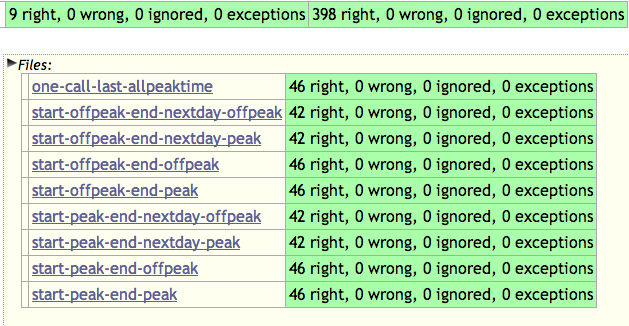 9 right, 0 wrong, 0 ignored, 0 exceptions 398 right, 0 wrong, 0 ignored, 0 exceptions
Files:
one-call-last-allpeaktime 46 right, 0 wrong, 0 ignored, 0 exceptions
start-offpeak-end-nextday-offpeak 42 right, 0 wrong, 0 ignored, 0 exceptions
start-offpeak-end-nextday-peak 42 right, 0 wrong, 0 ignored, 0 exceptions
start-offpeak-end-offpeak 46 right, 0 wrong, 0 ignored, 0 exceptions
start-offpeak-end-peak 46 right, 0 wrong, 0 ignored, 0 exceptions
start-peak-end-nextday-offpeak 42 right, 0 wrong, 0 ignored, 0 exceptions
start-peak-end-nextday-peak 42 right, 0 wrong, 0 ignored, 0 exceptions
start-peak-end-offpeak 46 right, 0 wrong, 0 ignored, 0 exceptions
start-peak-end-peak 46 right, 0 wrong, 0 ignored, 0 exceptions